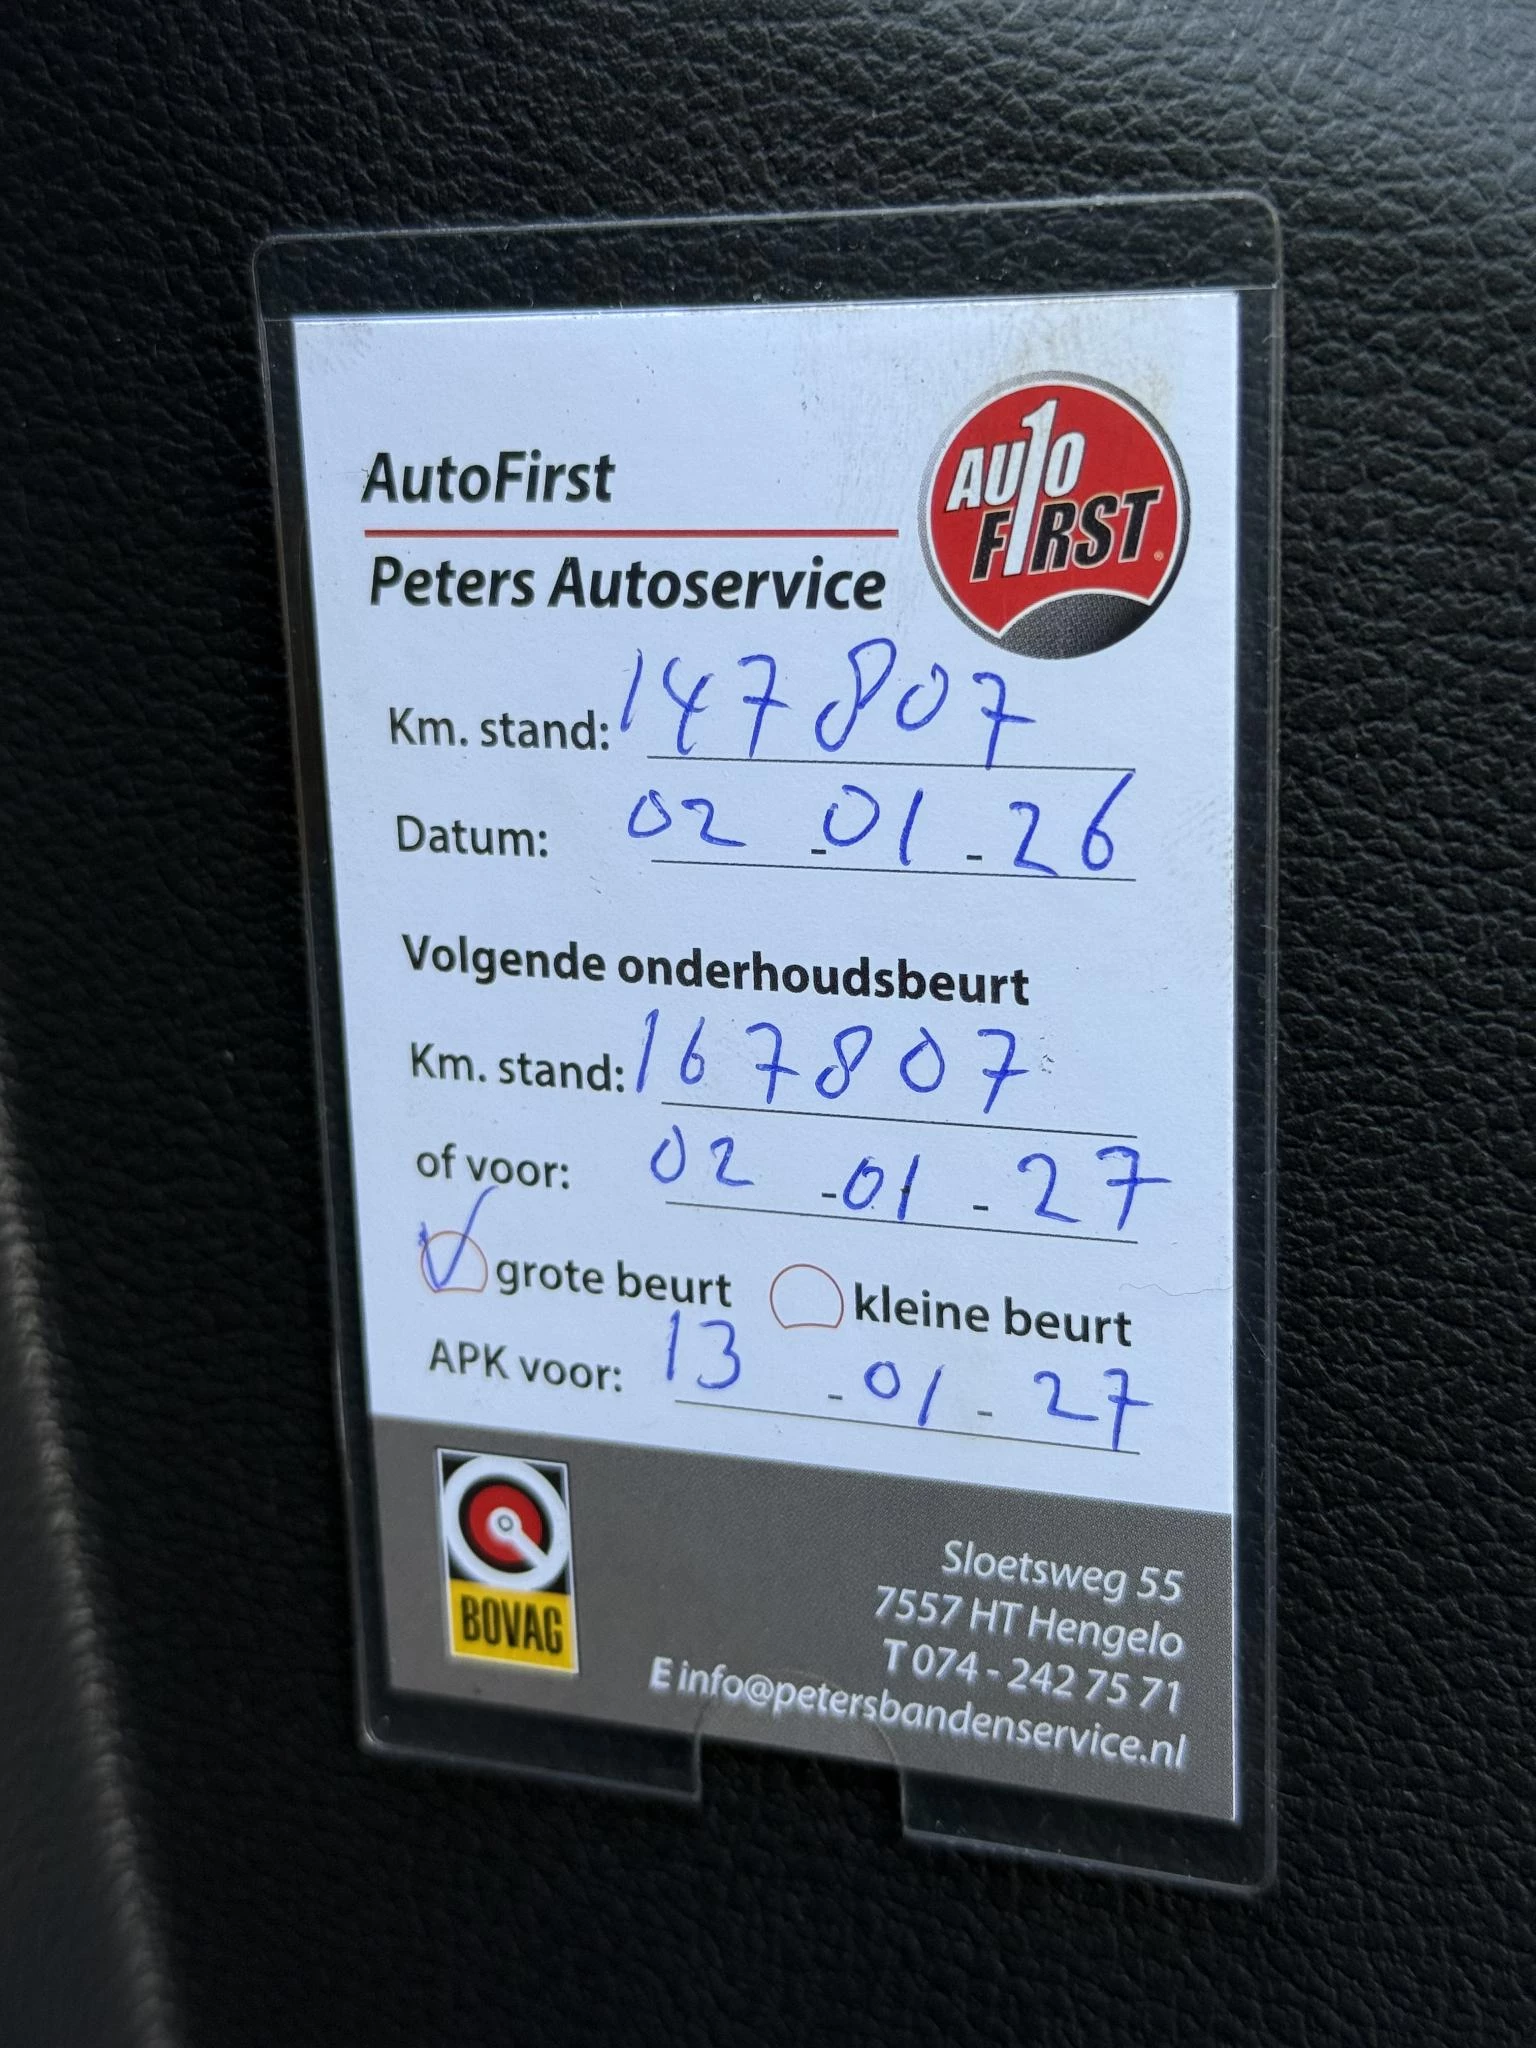 AutoFirst
Peters Autoservice
AUTO
FIRST
Km. stand: 147807
Datum: 02 - 01 - 26
Volgende onderhoudsbeurt
Km. stand: 167807
of voor: 02 - 01 - 27
grote beurt kleine beurt
APK voor: 13 - 01 - 27
BOVAG
Sloetsweg 55
7557 HT Hengelo
T 074 - 242 75 71
E info@petersbandenservice.nl